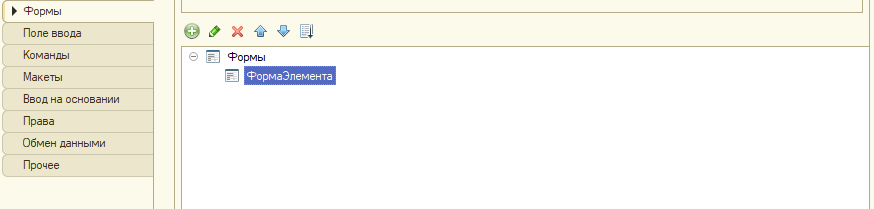 Формы
Поле ввода
Команды
Макеты
Ввод на основании
Права
Обмен данными
Прочее
Формы
ФормаЭлемента